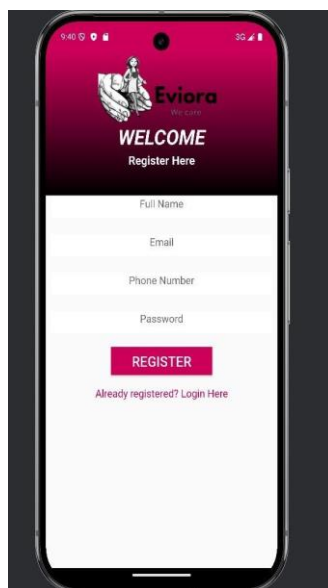 9:40
3G
Eviora
We care
WELCOME
Register Here
Full Name
Email
Phone Number
Password
REGISTER
Already registered? Login Here